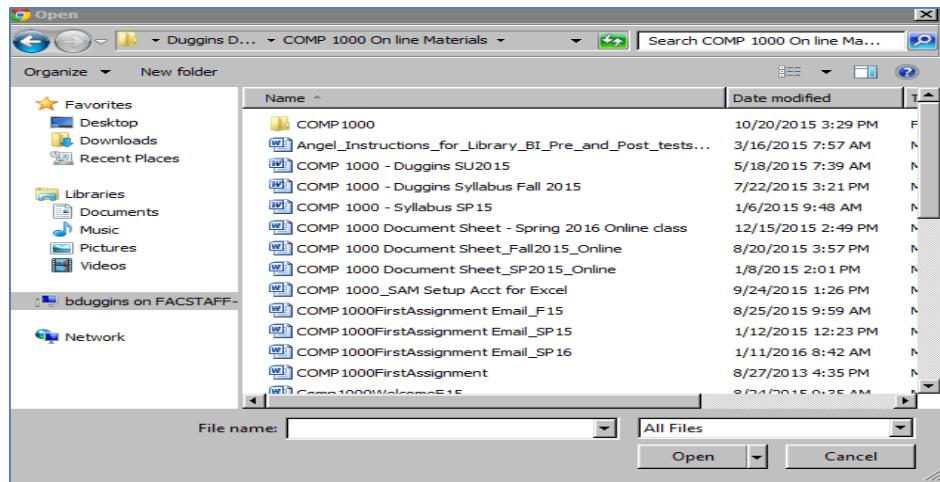 Open
Duggins D... COMP 1000 On line Materials Search COMP 1000 On line Ma...
Organize New folder
Name Date modified T
Favorites
Desktop
Downloads
Recent Places
Libraries
Documents
Music
Pictures
Videos
bduggins on FACSTAFF-
Network
COMP1000 10/20/2015 3:29 PM F
Angel_Instructions_for_Library_BI_Pre_and_Post_tests... 3/16/2015 7:57 AM M
COMP 1000 - Duggins SU2015 5/18/2015 7:39 AM M
COMP 1000 - Duggins Syllabus Fall 2015 7/22/2015 3:21 PM M
COMP 1000 - Syllabus SP15 1/6/2015 9:48 AM M
COMP 1000 Document Sheet - Spring 2016 Online class 12/15/2015 2:49 PM M
COMP 1000 Document Sheet_Fall2015_Online 8/20/2015 3:57 PM M
COMP 1000 Document Sheet_SP2015_Online 1/8/2015 2:01 PM M
COMP 1000_SAM Setup Acct for Excel 9/24/2015 1:26 PM M
COMP1000FirstAssignment Email_F15 8/25/2015 9:59 AM M
COMP1000FirstAssignment Email_SP15 1/12/2015 12:23 PM M
COMP1000FirstAssignment Email_SP16 1/11/2016 8:42 AM M
COMP1000FirstAssignment 8/27/2013 4:35 PM M
Comp1000WelcomeF15 8/24/2015 9:35 AM
File name: All Files
Open Cancel